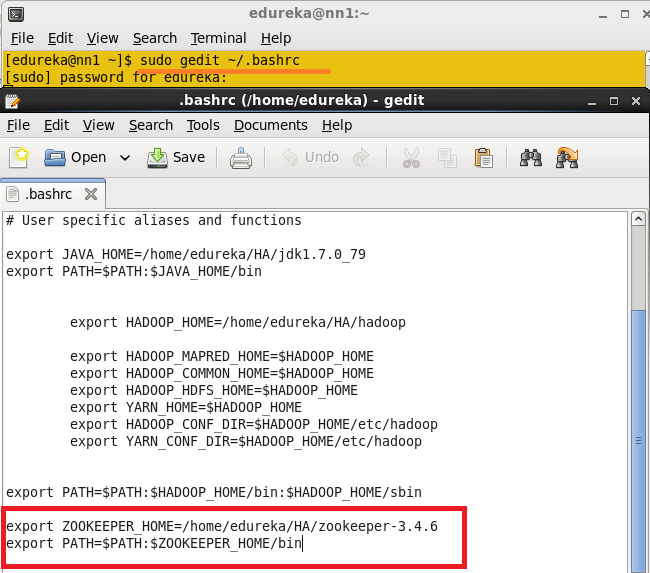 edureka@nn1:~
File Edit View Search Terminal Help
[edureka@nn1 ~]$ sudo gedit ~/.bashrc
[sudo] password for edureka:
.bashrc (/home/edureka) - gedit
File Edit View Search Tools Documents Help
Open Save Undo
.bashrc
# User specific aliases and functions
export JAVA_HOME=/home/edureka/HA/jdk1.7.0_79
export PATH=$PATH:$JAVA_HOME/bin
export HADOOP_HOME=/home/edureka/HA/hadoop
export HADOOP_MAPRED_HOME=$HADOOP_HOME
export HADOOP_COMMON_HOME=$HADOOP_HOME
export HADOOP_HDFS_HOME=$HADOOP_HOME
export YARN_HOME=$HADOOP_HOME
export HADOOP_CONF_DIR=$HADOOP_HOME/etc/hadoop
export YARN_CONF_DIR=$HADOOP_HOME/etc/hadoop
export PATH=$PATH:$HADOOP_HOME/bin:$HADOOP_HOME/sbin
export ZOOKEEPER_HOME=/home/edureka/HA/zookeeper-3.4.6
export PATH=$PATH:$ZOOKEEPER_HOME/bin